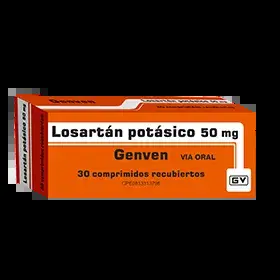 Genven
Losartán potásico 50 mg
Losartán potásico 50 mg
Genven VIA ORAL
30 comprimidos recubiertos
GV